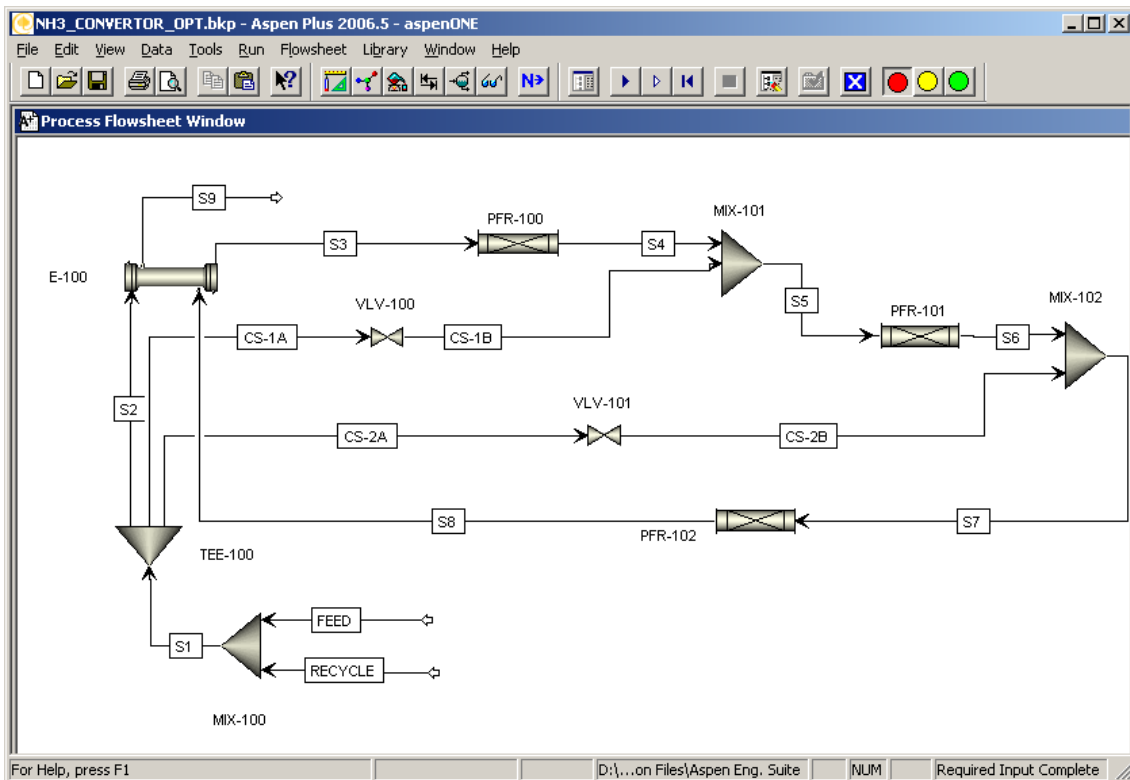 NH3_CONVERTOR_OPT.bkp - Aspen Plus 2006.5 - aspenONE
File Edit View Data Tools Run Flowsheet Library Window Help
N
Process Flowsheet Window
S9
MIX-101
PFR-100
S3
S4
E-100
VLV-100
S5
MIX-102
PFR-101
CS-1A
CS-1B
S6
S2
VLV-101
CS-2A
CS-2B
S8
S7
PFR-102
TEE-100
FEED
S1
RECYCLE
MIX-100
For Help, press F1
D:\...on Files\Aspen Eng. Suite
NUM
Required Input Complete